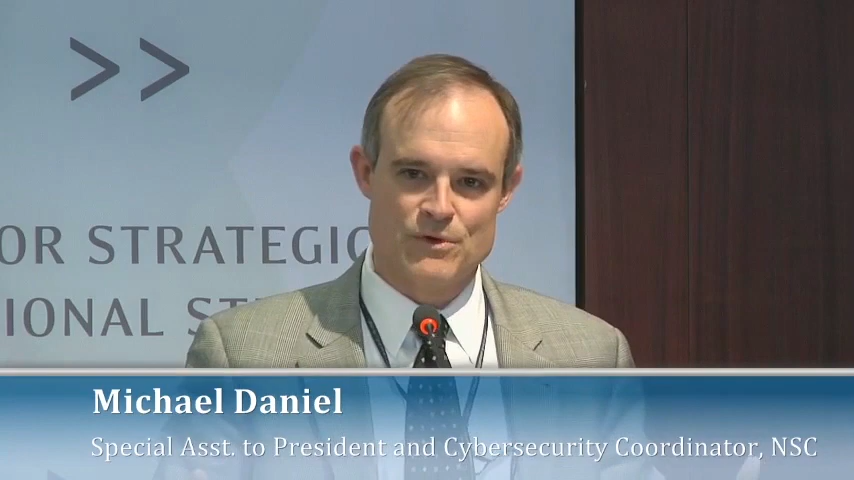 >>
OR STRATEGIC
IONAL ST
Michael Daniel
Special Asst. to President and Cybersecurity Coordinator, NSC